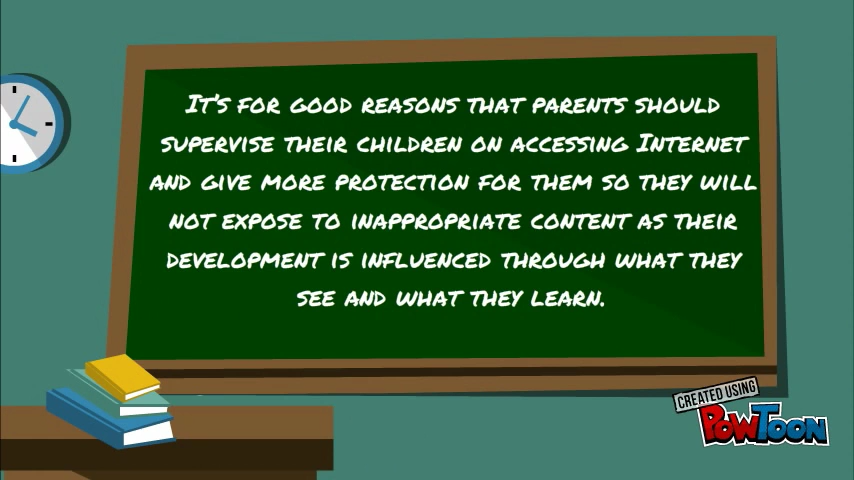 It's for good reasons that parents should
supervise their children on accessing Internet
and give more protection for them so they will
not expose to inappropriate content as their
development is influenced through what they
see and what they learn.
CREATED USING
POWTOON